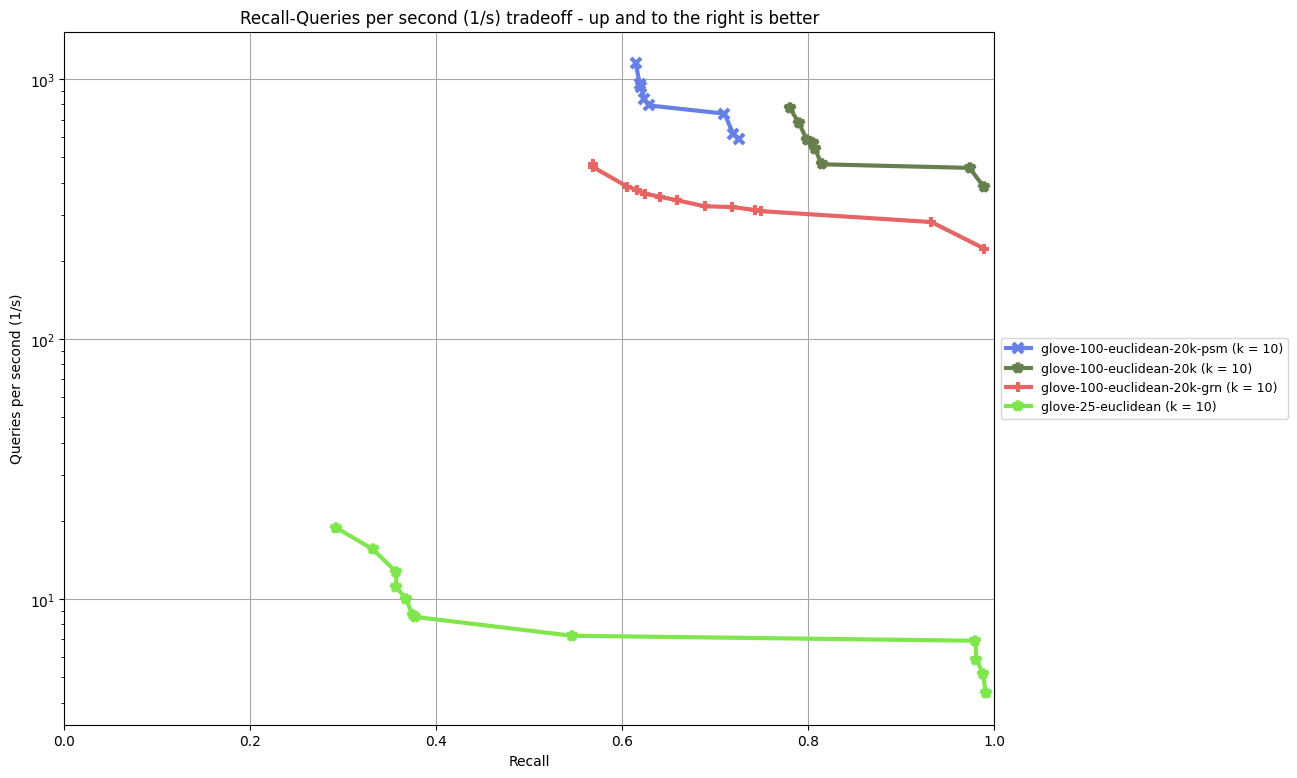 Recall-Queries per second (1/s) tradeoff - up and to the right is better
Queries per second (1/s)
10³
10²
10¹
0.0 0.2 0.4 0.6 0.8 1.0
Recall
glove-100-euclidean-20k-psm (k = 10)
glove-100-euclidean-20k (k = 10)
glove-100-euclidean-20k-grn (k = 10)
glove-25-euclidean (k = 10)